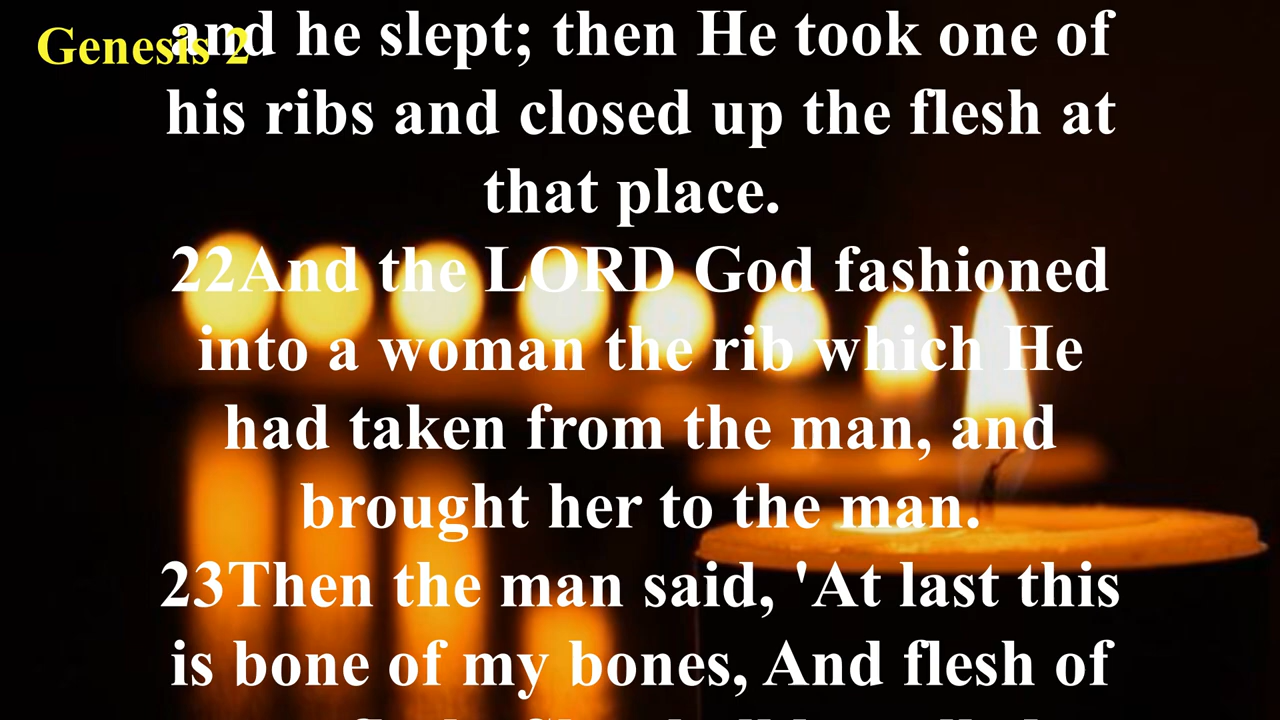 Genesis 2
and he slept; then He took one of
his ribs and closed up the flesh at
that place.
22And the LORD God fashioned
into a woman the rib which He
had taken from the man, and
brought her to the man.
23Then the man said, 'At last this
is bone of my bones, And flesh of